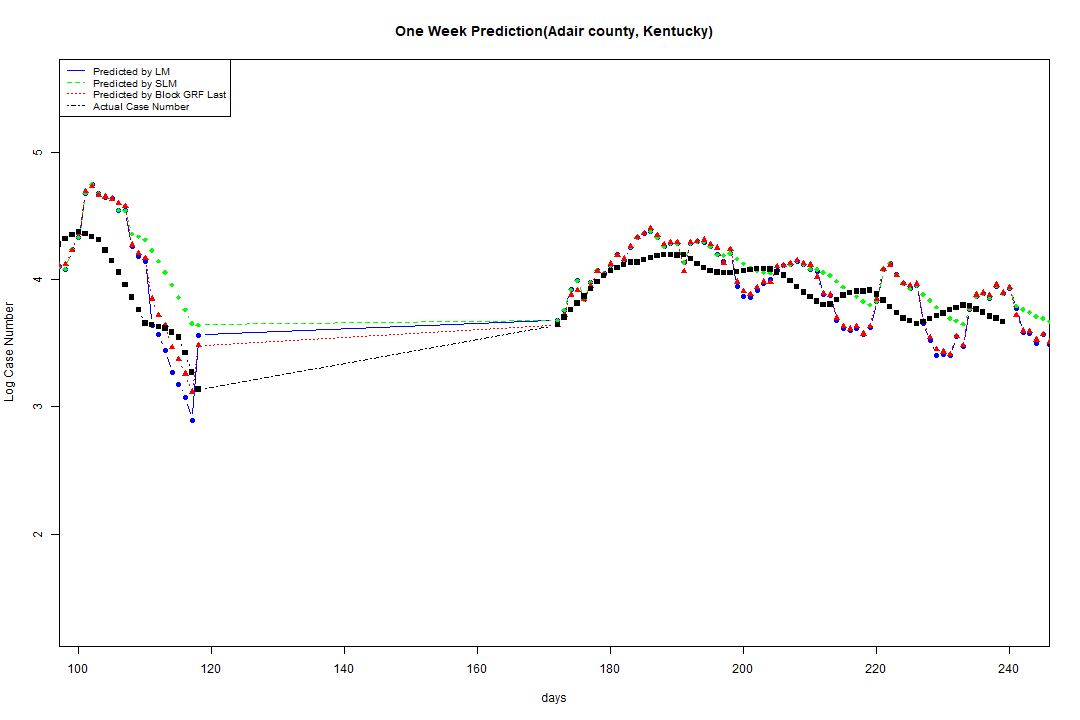 One Week Prediction(Adair county, Kentucky)
Predicted by LM
Predicted by SLM
Predicted by Block GRF Last
Actual Case Number
5
4
3
2
Log Case Number
100 120 140 160 180 200 220 240
days